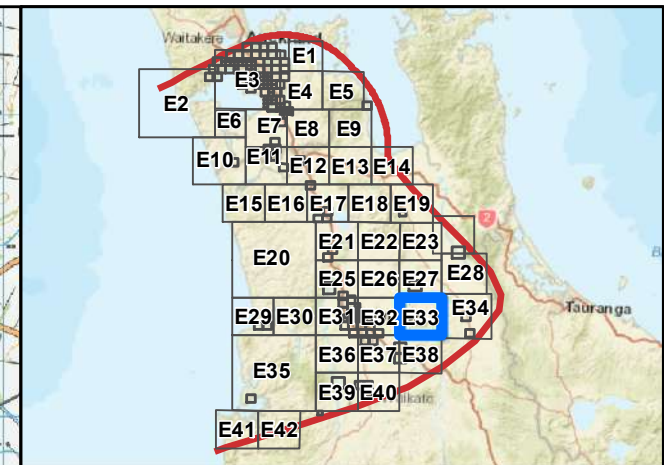 Waitakere
E1
E3
E4 E5
E2
E6 E7 E8 E9
E10 E11 E12 E13 E14
E15 E16 E17 E18 E19
2
E21 E22 E23
E20
E25 E26 E27 E28
E29 E30 E31 E32 E33 E34
Tauranga
E35 E36 E37 E38
E39 E40
E41 E42